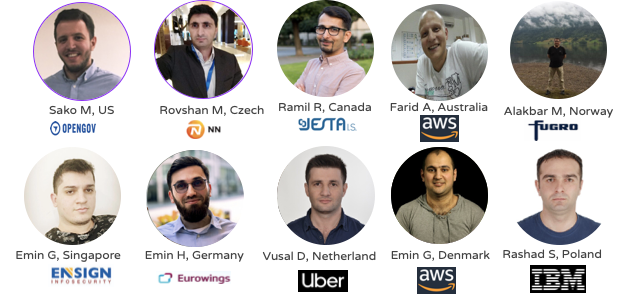 Sako M, US
Rovshan M, Czech
Ramil R, Canada
Farid A, Australia
Alakbar M, Norway
OPENGOV
NN
JESTA I.S.
aws
fugro
Emin G, Singapore
Emin H, Germany
Vusal D, Netherland
Emin G, Denmark
Rashad S, Poland
ENSIGN
INFOSECURITY
Eurowings
Uber
aws
IBM